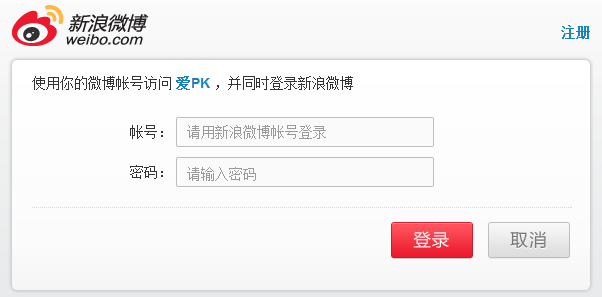 新浪微博
weibo.com
注册
使用你的微博帐号访问 爱PK ，并同时登录新浪微博
帐号： 请用新浪微博帐号登录
密码： 请输入密码
登录 取消